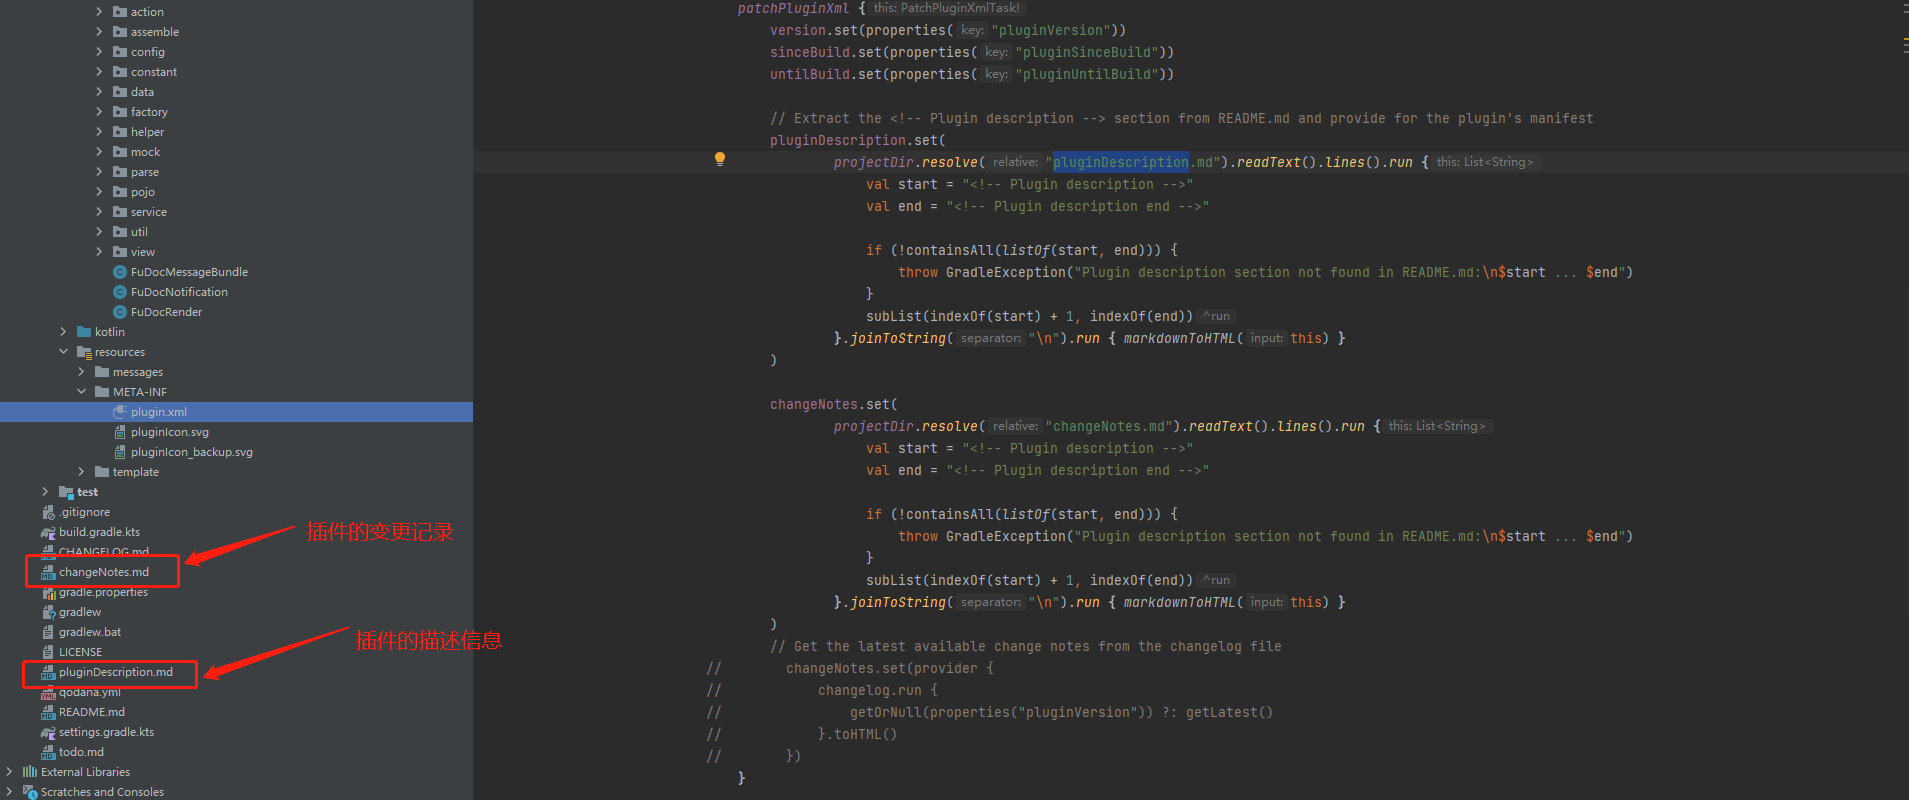 action
assemble
config
constant
data
factory
helper
mock
parse
pojo
service
util
view
FuDocMessageBundle
FuDocNotification
FuDocRender
kotlin
resources
messages
META-INF
plugin.xml
pluginIcon.svg
pluginIcon_backup.svg
template
test
.gitignore
build.gradle.kts
CHANGELOG.md
changeNotes.md
gradle.properties
gradlew
gradlew.bat
LICENSE
pluginDescription.md
qodana.yml
README.md
settings.gradle.kts
todo.md
External Libraries
Scratches and Consoles
插件的变更记录
插件的描述信息
patchPluginXml { this: PatchPluginXmlTask!
version.set(properties( key: "pluginVersion"))
sinceBuild.set(properties( key: "pluginSinceBuild"))
untilBuild.set(properties( key: "pluginUntilBuild"))
// Extract the <!-- Plugin description --> section from README.md and provide for the plugin's manifest
pluginDescription.set(
projectDir.resolve( relative: "pluginDescription.md").readText().lines().run { this: List<String>
val start = "<!-- Plugin description -->"
val end = "<!-- Plugin description end -->"
if (!containsAll(listOf(start, end))) {
throw GradleException("Plugin description section not found in README.md:\n$start ... $end")
}
subList(indexOf(start) + 1, indexOf(end)) ^run
}.joinToString( separator: "\n").run { markdownToHTML( input: this) }
)
changeNotes.set(
projectDir.resolve( relative: "changeNotes.md").readText().lines().run { this: List<String>
val start = "<!-- Plugin description -->"
val end = "<!-- Plugin description end -->"
if (!containsAll(listOf(start, end))) {
throw GradleException("Plugin description section not found in README.md:\n$start ... $end")
}
subList(indexOf(start) + 1, indexOf(end)) ^run
}.joinToString( separator: "\n").run { markdownToHTML( input: this) }
)
// Get the latest available change notes from the changelog file
// changeNotes.set(provider {
// changelog.run {
// getOrNull(properties("pluginVersion")) ?: getLatest()
// }.toHTML()
// })
}